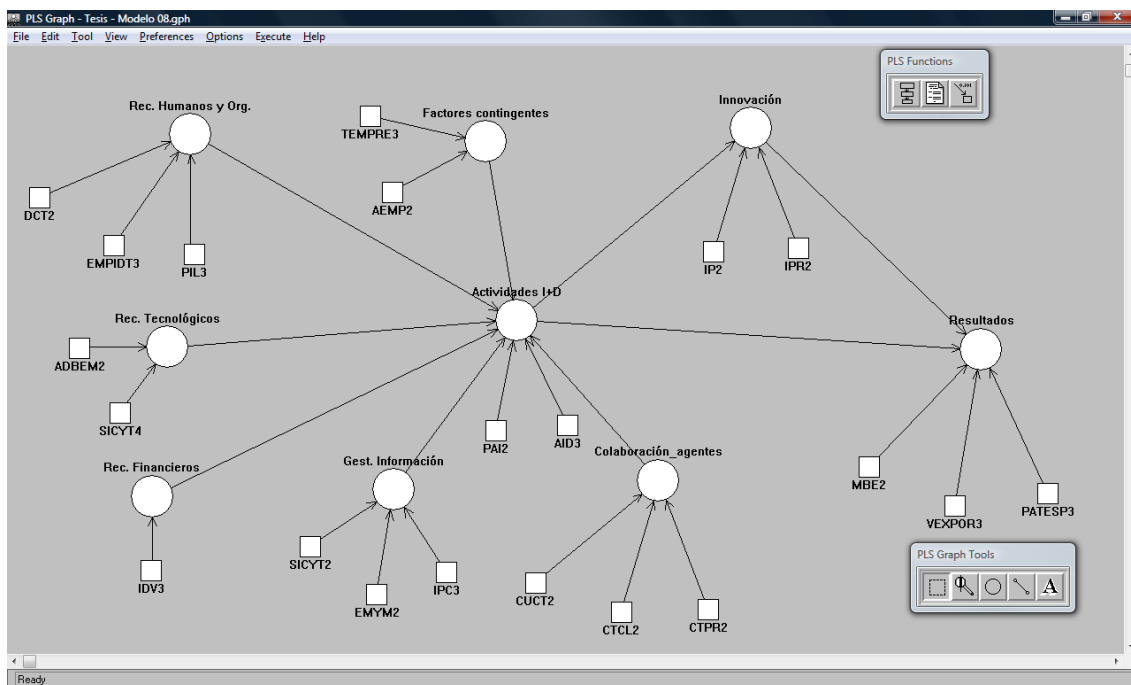 PLS Graph - Tesis - Modelo 08.gph
File Edit Tool View Preferences Options Execute Help
PLS Functions
0.001
Rec. Humanos y Org.
Factores contingentes
Innovación
TEMPRE3
DCT2
AEMP2
EMPIDT3
PIL3
IP2
IPR2
Actividades I+D
Rec. Tecnológicos
Resultados
ADBEM2
SICYT4
PAI2
AID3
Rec. Financieros
Gest. Información
Colaboración_agentes
MBE2
VEXPOR3
PATESP3
SICYT2
IDV3
EMYM2
IPC3
CUCT2
CTCL2
CTPR2
PLS Graph Tools
A
Ready